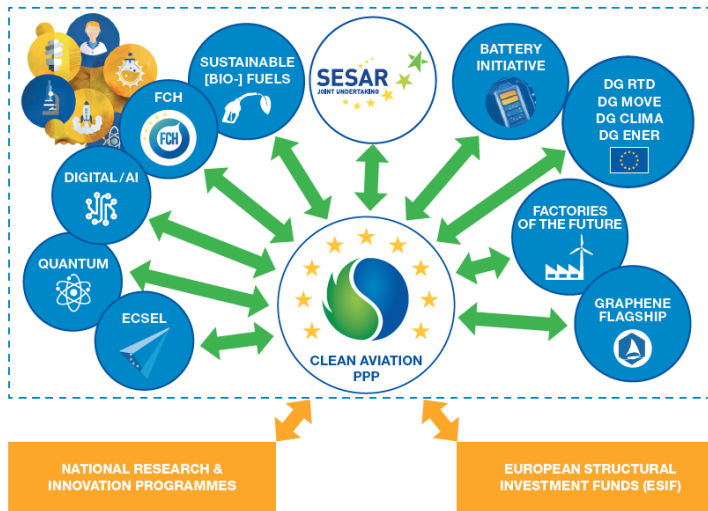 SUSTAINABLE
[BIO-] FUELS
SESAR
JOINT UNDERTAKING
BATTERY
INITIATIVE
DG RTD
DG MOVE
DG CLIMA
DG ENER
FCH
FCH
DIGITAL/AI
FACTORIES
OF THE FUTURE
QUANTUM
GRAPHENE
FLAGSHIP
ECSEL
CLEAN AVIATION
PPP
NATIONAL RESEARCH &
INNOVATION PROGRAMMES
EUROPEAN STRUCTURAL
INVESTMENT FUNDS (ESIF)